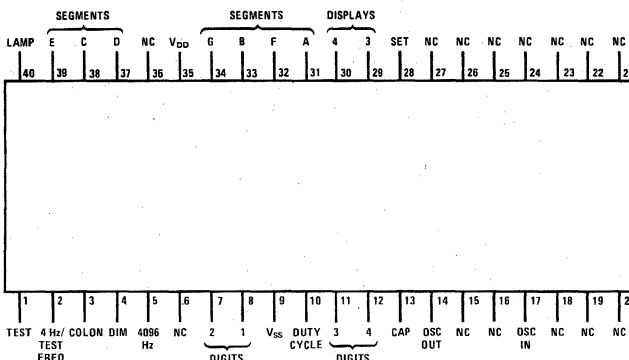 SEGMENTS SEGMENTS DISPLAYS
LAMP E C D NC VDD G B F A 4 3 SET NC NC NC NC NC NC NC
40 39 38 37 36 35 34 33 32 31 30 29 28 27 26 25 24 23 22
1 2 3 4 5 6 7 8 9 10 11 12 13 14 15 16 17 18 19
TEST 4 Hz/ COLON DIM 4096 NC 2 1 VSS DUTY 3 4 CAP OSC NC NC OSC NC NC NC
TEST Hz CYCLE OUT IN
FREQ DIGITS DIGITS